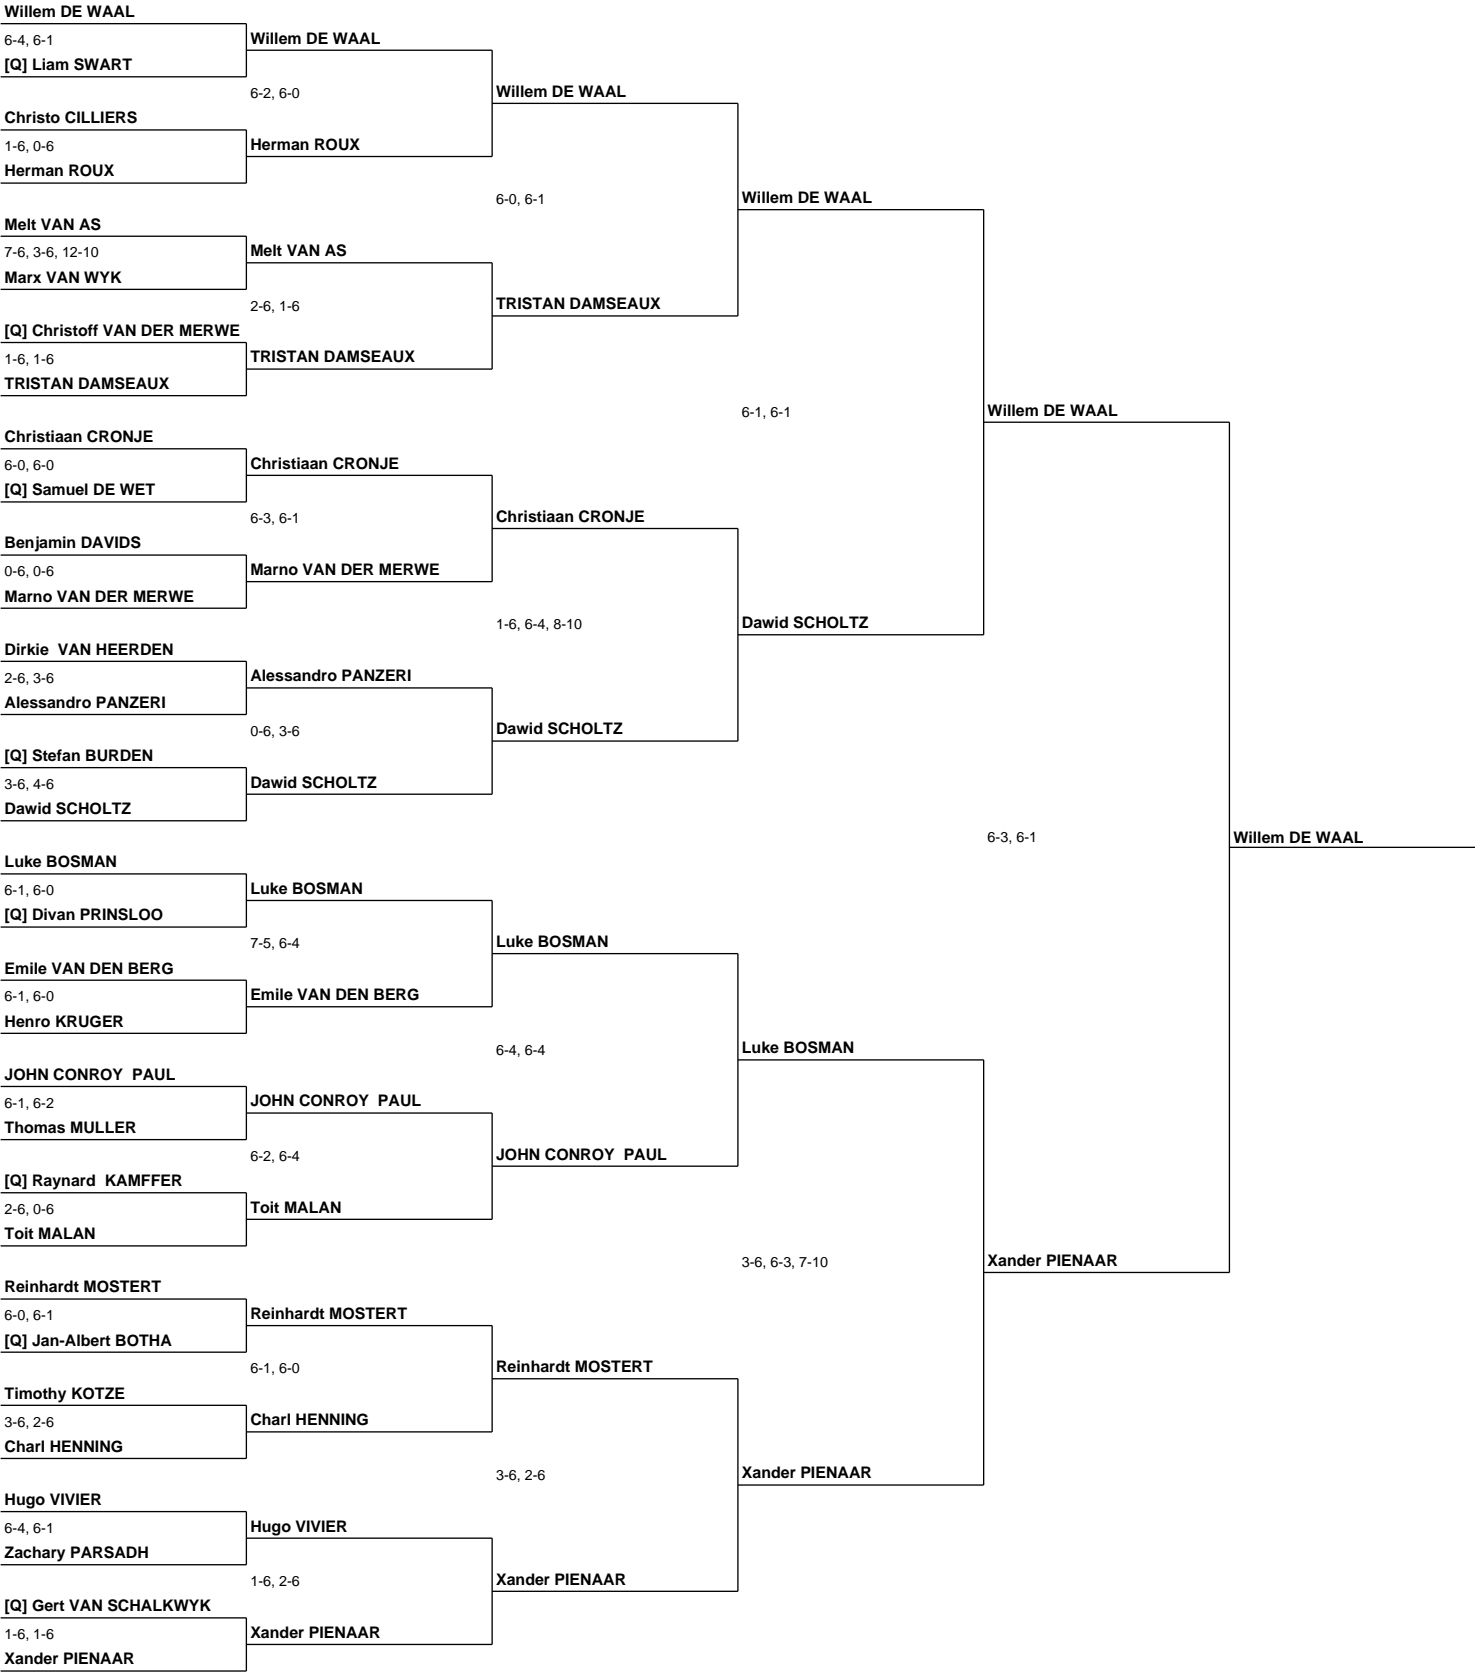 Willem DE WAAL
6-4, 6-1
[Q] Liam SWART
Christo CILLIERS
1-6, 0-6
Herman ROUX
Melt VAN AS
7-6, 3-6, 12-10
Marx VAN WYK
[Q] Christoff VAN DER MERWE
1-6, 1-6
TRISTAN DAMSEAUX
Christiaan CRONJE
6-0, 6-0
[Q] Samuel DE WET
Benjamin DAVIDS
0-6, 0-6
Marno VAN DER MERWE
Dirkie  VAN HEERDEN
2-6, 3-6
Alessandro PANZERI
[Q] Stefan BURDEN
3-6, 4-6
Dawid SCHOLTZ
Luke BOSMAN
6-1, 6-0
[Q] Divan PRINSLOO
Emile VAN DEN BERG
6-1, 6-0
Henro KRUGER
JOHN CONROY  PAUL
6-1, 6-2
Thomas MULLER
[Q] Raynard  KAMFFER
2-6, 0-6
Toit MALAN
Reinhardt MOSTERT
6-0, 6-1
[Q] Jan-Albert BOTHA
Timothy KOTZE
3-6, 2-6
Charl HENNING
Hugo VIVIER
6-4, 6-1
Zachary PARSADH
[Q] Gert VAN SCHALKWYK
1-6, 1-6
Xander PIENAAR
Willem DE WAAL
6-2, 6-0
Herman ROUX
Melt VAN AS
2-6, 1-6
TRISTAN DAMSEAUX
Christiaan CRONJE
6-3, 6-1
Marno VAN DER MERWE
Alessandro PANZERI
0-6, 3-6
Dawid SCHOLTZ
Luke BOSMAN
7-5, 6-4
Emile VAN DEN BERG
JOHN CONROY  PAUL
6-2, 6-4
Toit MALAN
Reinhardt MOSTERT
6-1, 6-0
Charl HENNING
Hugo VIVIER
1-6, 2-6
Xander PIENAAR
Willem DE WAAL
6-0, 6-1
TRISTAN DAMSEAUX
Christiaan CRONJE
1-6, 6-4, 8-10
Dawid SCHOLTZ
Luke BOSMAN
6-4, 6-4
JOHN CONROY  PAUL
Reinhardt MOSTERT
3-6, 2-6
Xander PIENAAR
Willem DE WAAL
6-1, 6-1
Dawid SCHOLTZ
Luke BOSMAN
3-6, 6-3, 7-10
Xander PIENAAR
Willem DE WAAL
6-3, 6-1
Xander PIENAAR
Willem DE WAAL